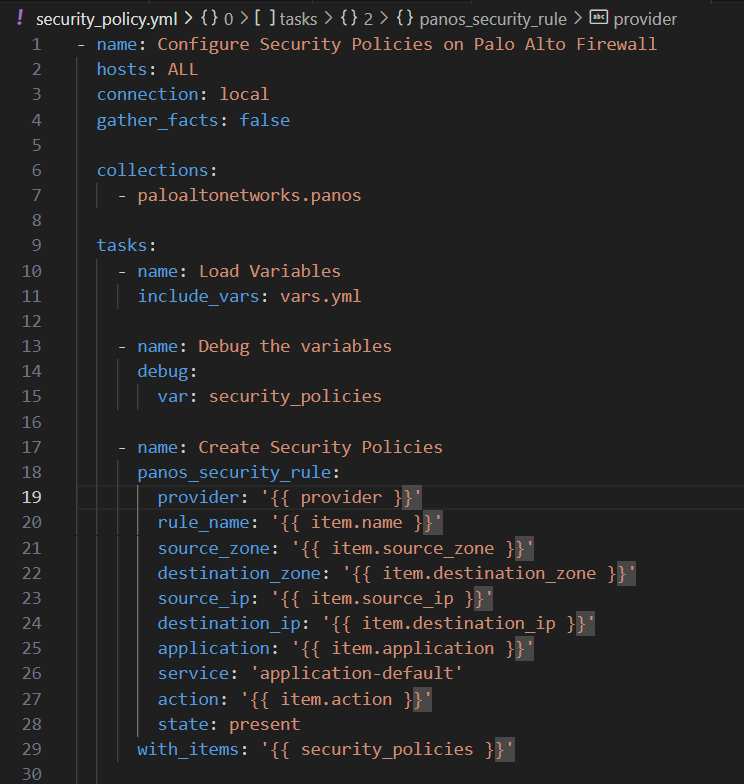 ! security_policy.yml > {} 0 > [ ] tasks > {} 2 > {} panos_security_rule > abc provider
1 - name: Configure Security Policies on Palo Alto Firewall
2 hosts: ALL
3 connection: local
4 gather_facts: false
5
6 collections:
7 - paloaltonetworks.panos
8
9 tasks:
10 - name: Load Variables
11 include_vars: vars.yml
12
13 - name: Debug the variables
14 debug:
15 var: security_policies
16
17 - name: Create Security Policies
18 panos_security_rule:
19 provider: '{{ provider }}'
20 rule_name: '{{ item.name }}'
21 source_zone: '{{ item.source_zone }}'
22 destination_zone: '{{ item.destination_zone }}'
23 source_ip: '{{ item.source_ip }}'
24 destination_ip: '{{ item.destination_ip }}'
25 application: '{{ item.application }}'
26 service: 'application-default'
27 action: '{{ item.action }}'
28 state: present
29 with_items: '{{ security_policies }}'
30